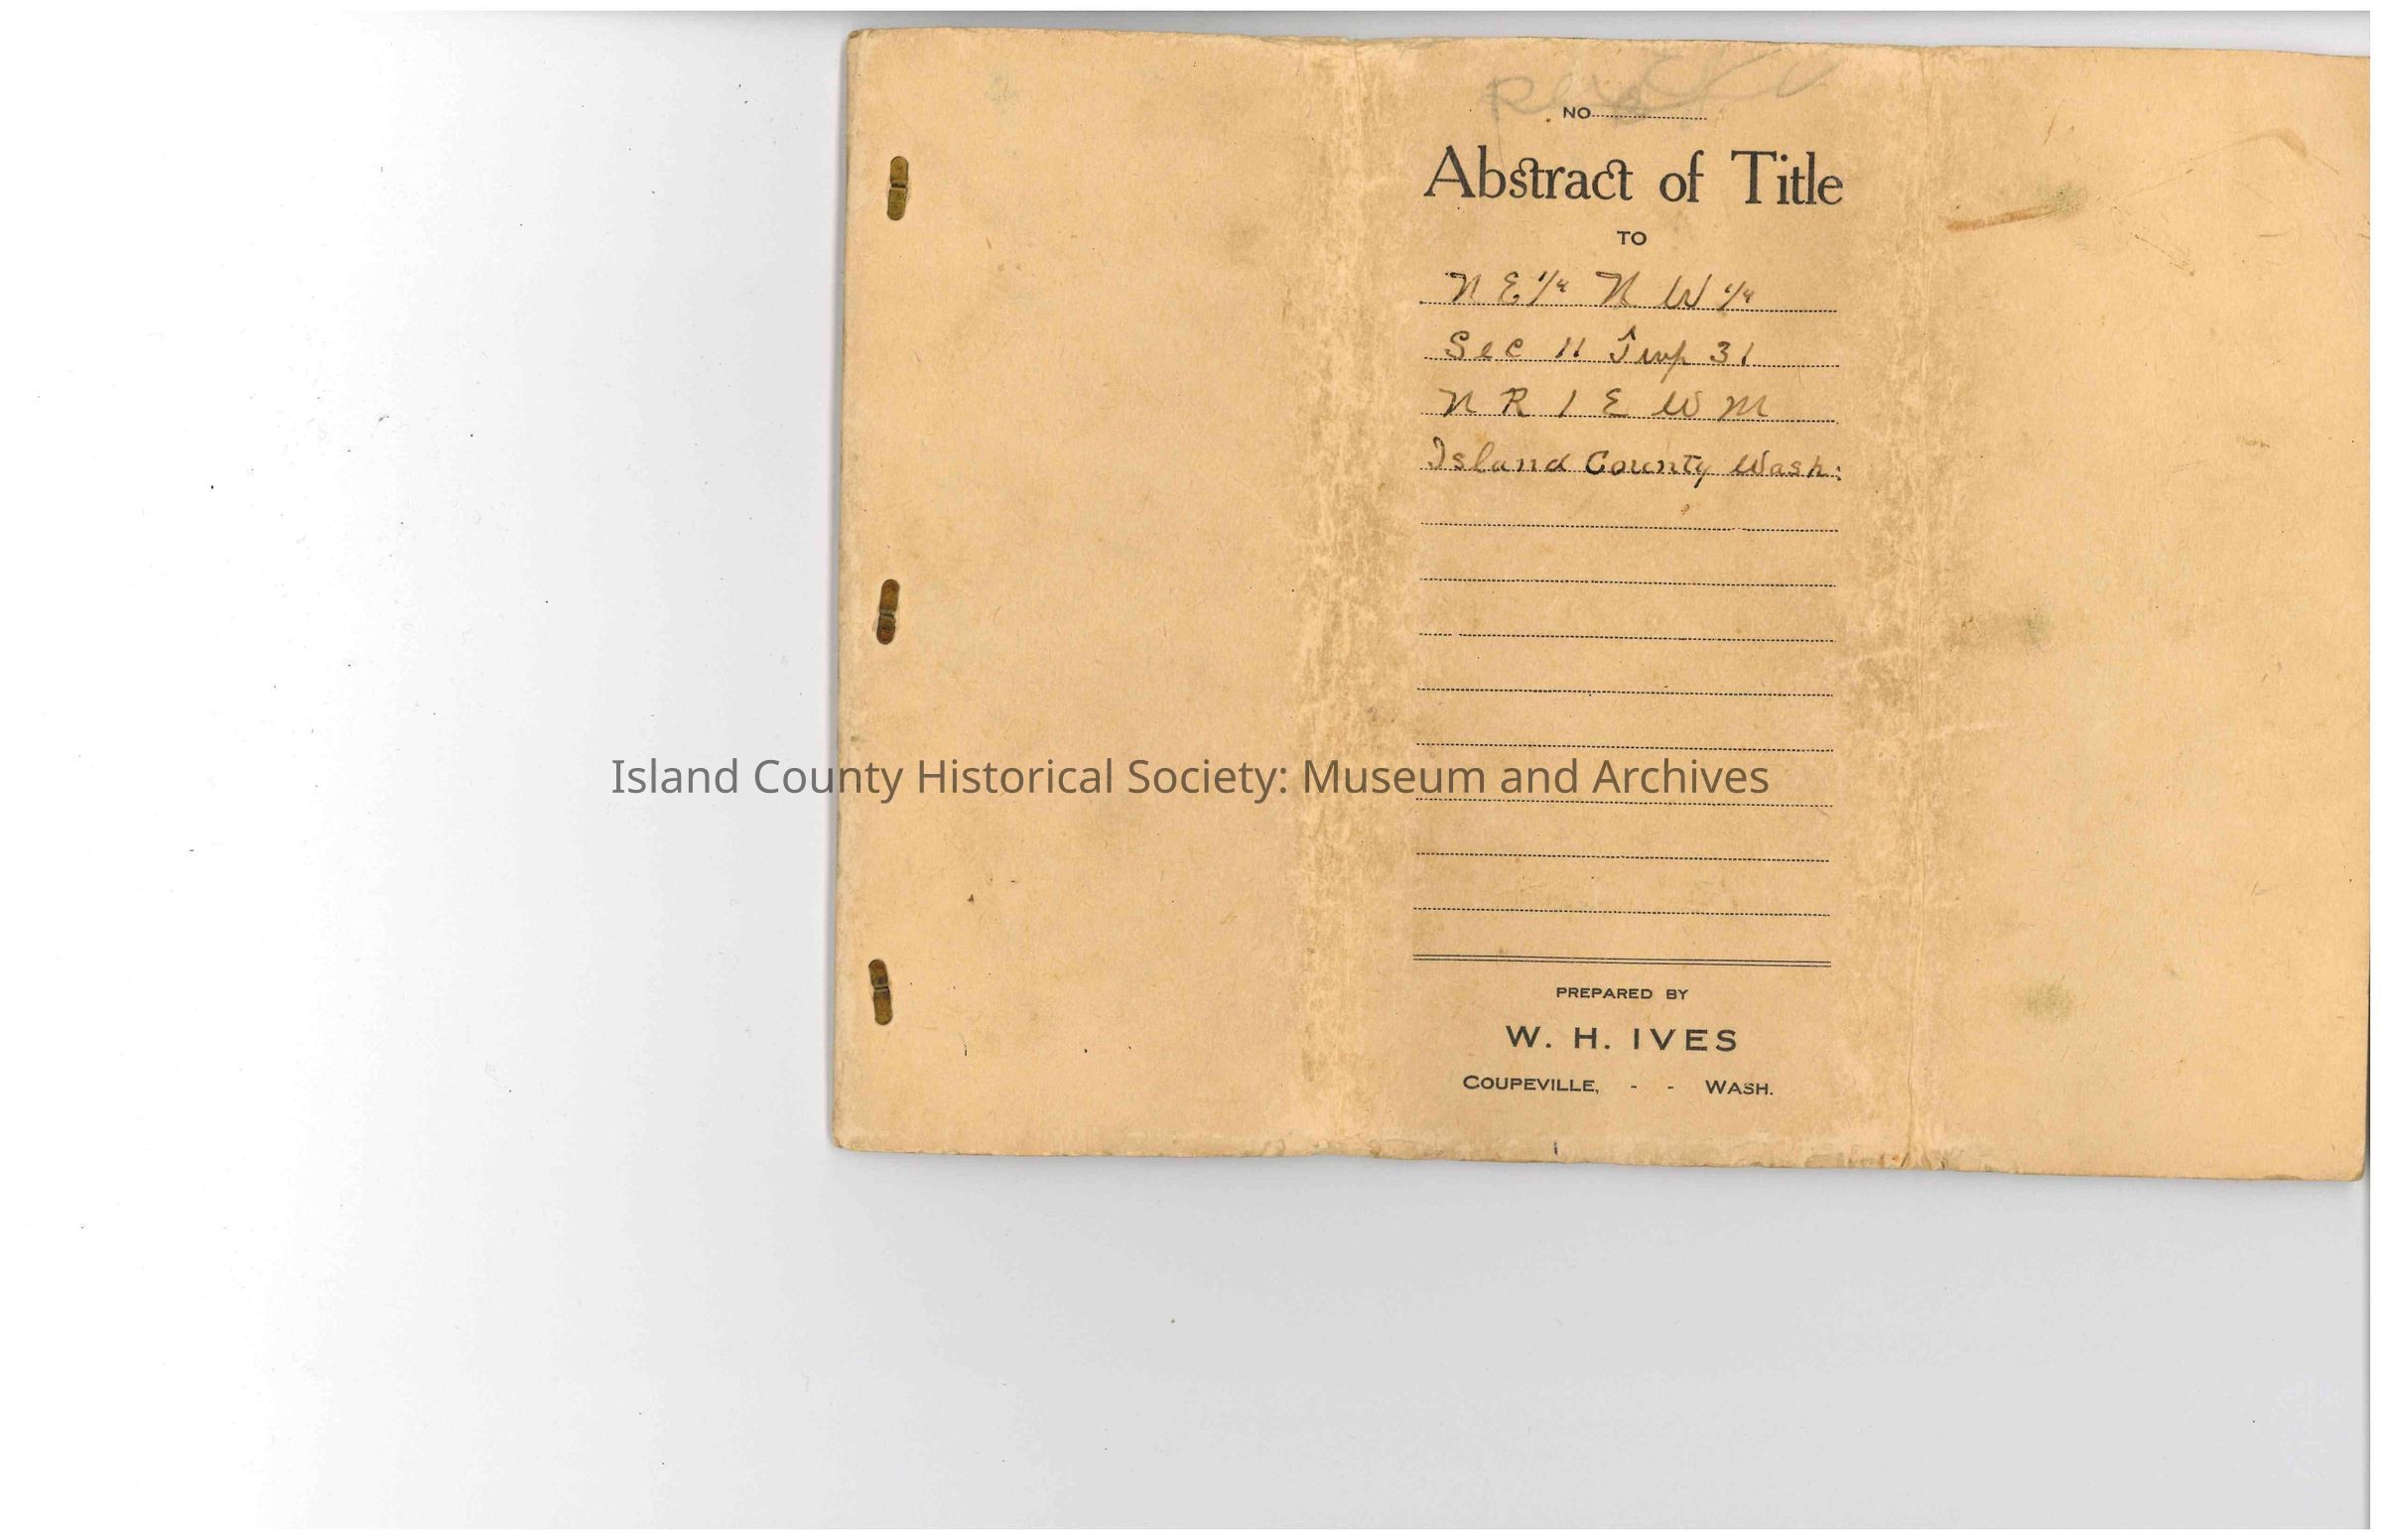 NO
Abstract of Title
TO
N E 1/4 N W 1/4
Sec 11 Twp 31
N R 1 E W M
Island County Wash:
Island County Historical Society: Museum and Archives
PREPARED BY
W. H. IVES
COUPEVILLE, - - WASH.